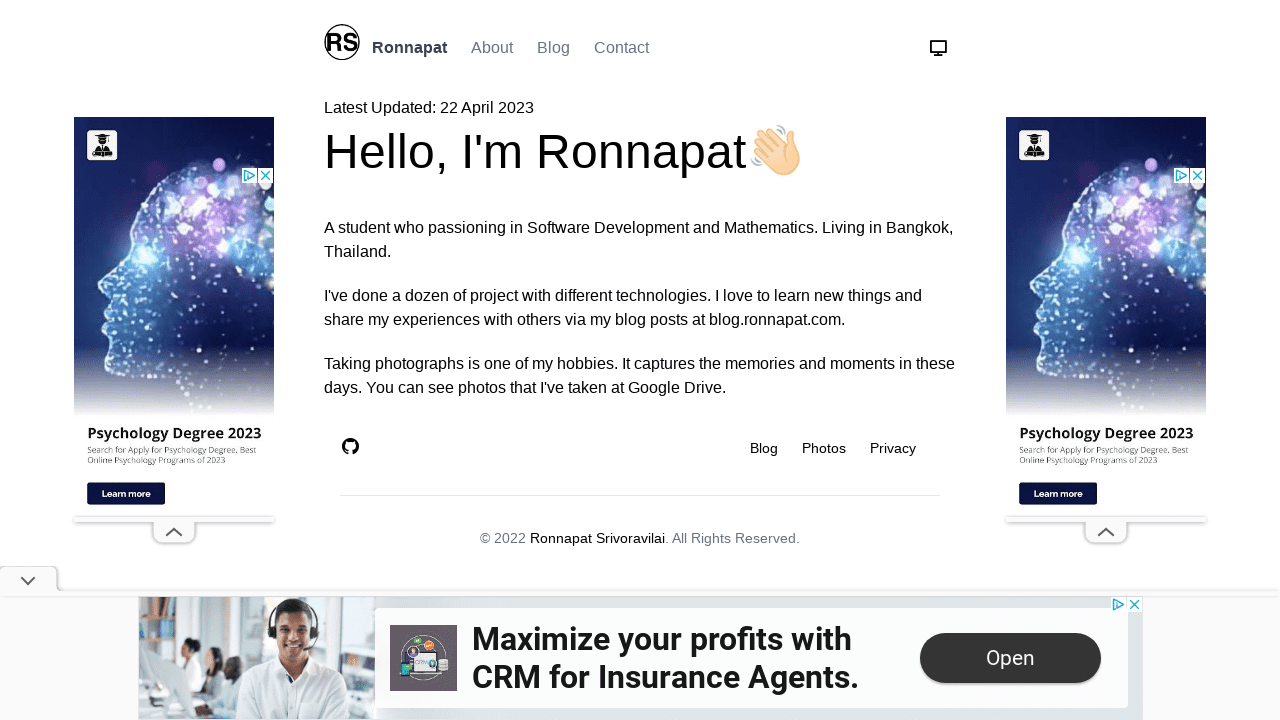 RS
Ronnapat
About
Blog
Contact
Latest Updated: 22 April 2023
Hello, I'm Ronnapat👋🏼
A student who passioning in Software Development and Mathematics. Living in Bangkok,
Thailand.
I've done a dozen of project with different technologies. I love to learn new things and
share my experiences with others via my blog posts at blog.ronnapat.com.
Taking photographs is one of my hobbies. It captures the memories and moments in these
days. You can see photos that I've taken at Google Drive.
Blog
Photos
Privacy
© 2022 Ronnapat Srivoravilai. All Rights Reserved.
Psychology Degree 2023
Search for Apply for Psychology Degree. Best
Online Psychology Programs of 2023
Learn more
Psychology Degree 2023
Search for Apply for Psychology Degree. Best
Online Psychology Programs of 2023
Learn more
Maximize your profits with
CRM for Insurance Agents.
Open